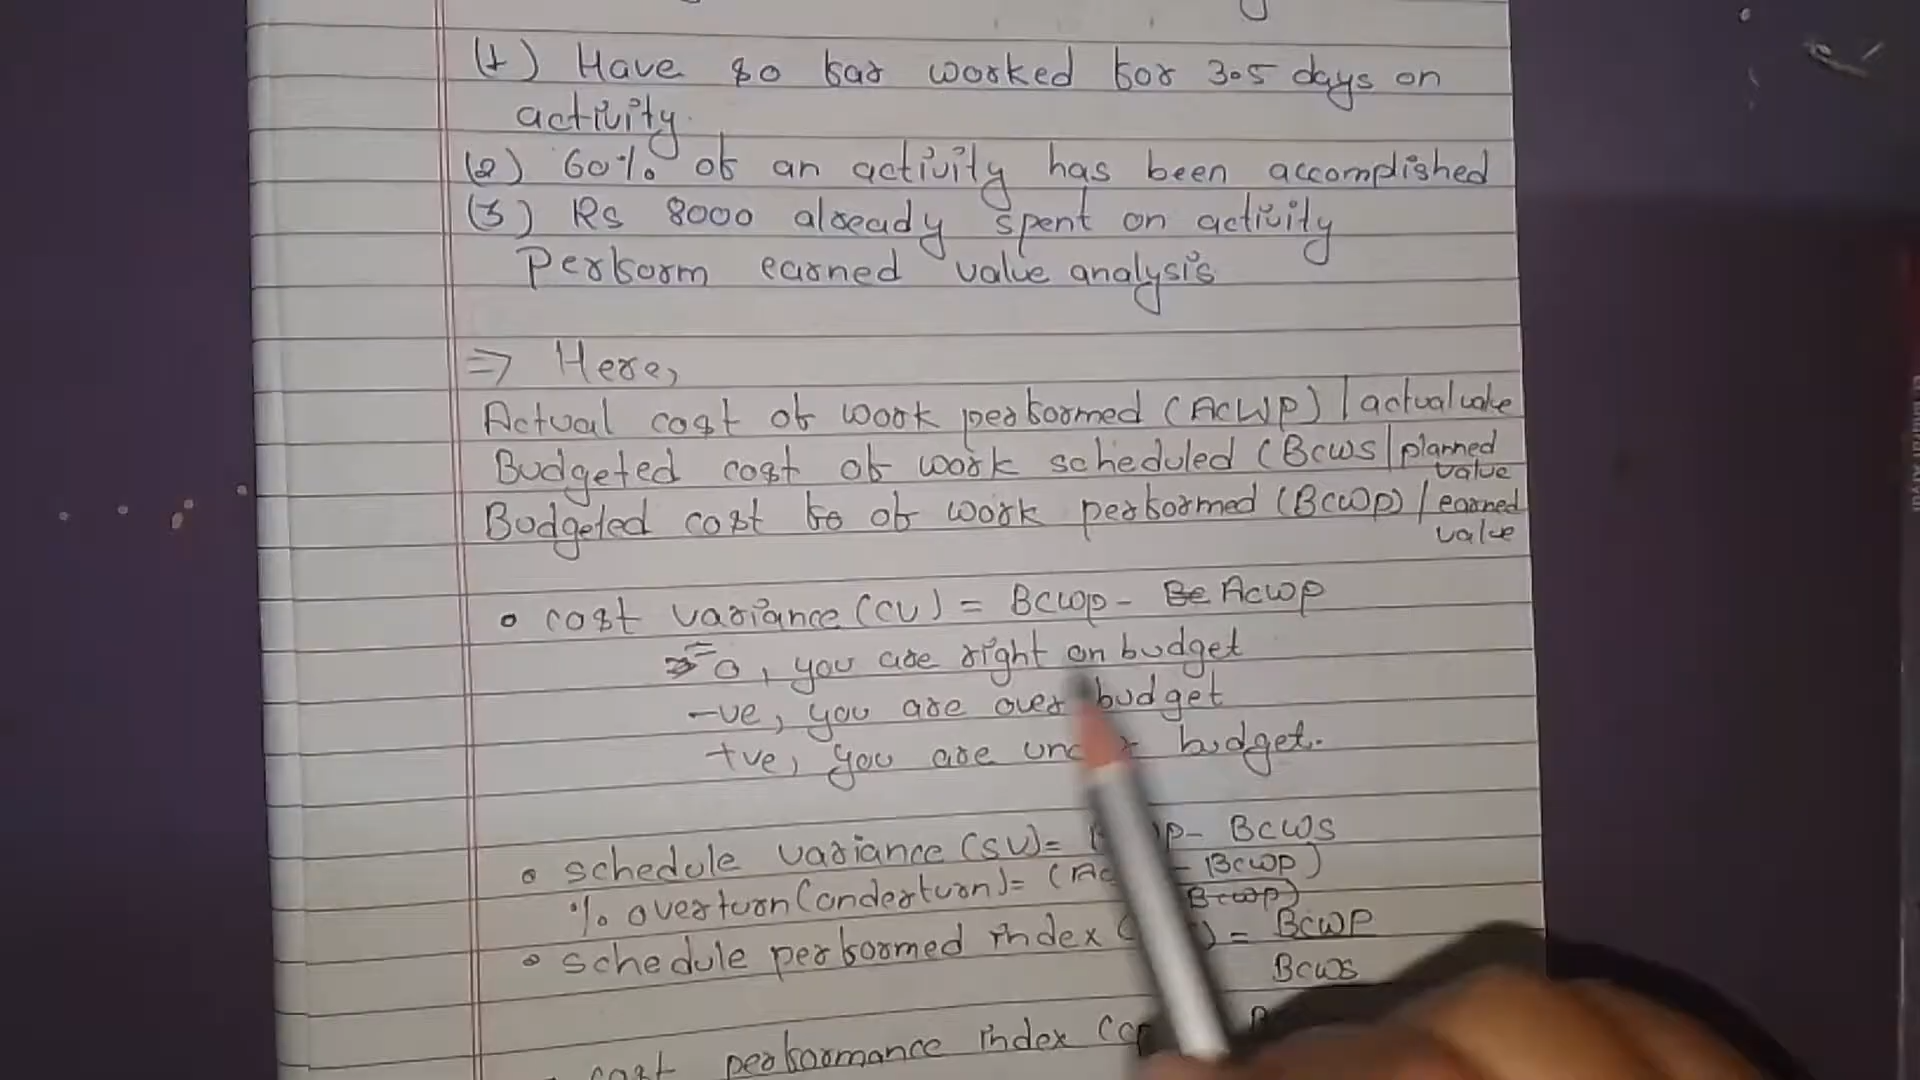 (1) Have so far worked for 3.5 days on
activity.
(2) 60% of an activity has been accomplished
(3) Rs 8000 already spent on activity
Perform earned value analysis
⇒ Here,
Actual cost of work performed (ACWP) | actual value
Budgeted cost of work scheduled (BCWS | planned
value
Budgeted cost to of work performed (BCWP) / earned
value
• cost variance (CV) = BCWP - Be ACWP
= 0, you are right on budget
-ve, you are over budget
+ve, you are under budget.
• schedule variance (SV) = P - BCWS
% overturn (underturn) = (AC - BCWP)
BCWP)
• schedule performed index ( ) = BCWP
BCWS
cost performance index (CP